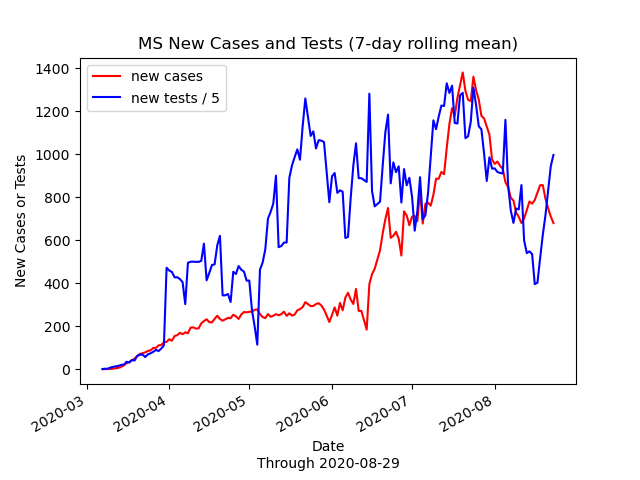 MS New Cases and Tests (7-day rolling mean)
new cases
new tests / 5
New Cases or Tests
1400
1200
1000
800
600
400
200
0
2020-03
2020-04
2020-05
2020-06
2020-07
2020-08
Date
Through 2020-08-29